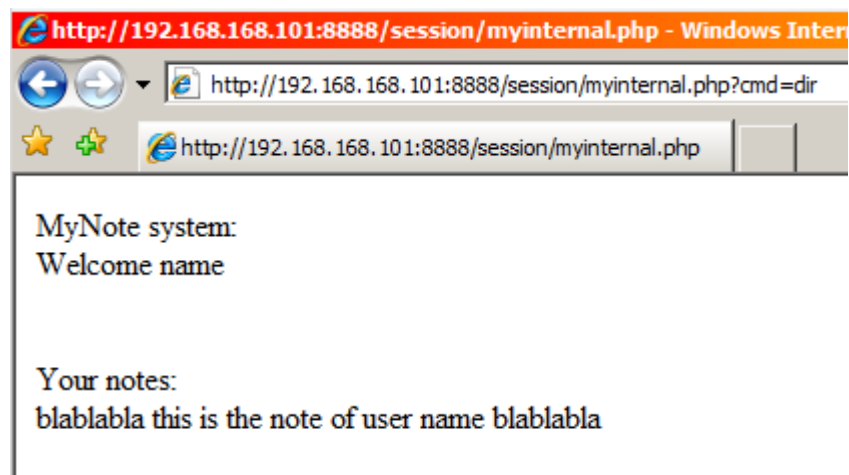 http://192.168.168.101:8888/session/myinternal.php - Windows Inter
http://192.168.168.101:8888/session/myinternal.php?cmd=dir
http://192.168.168.101:8888/session/myinternal.php
MyNote system:
Welcome name
Your notes:
blablabla this is the note of user name blablabla